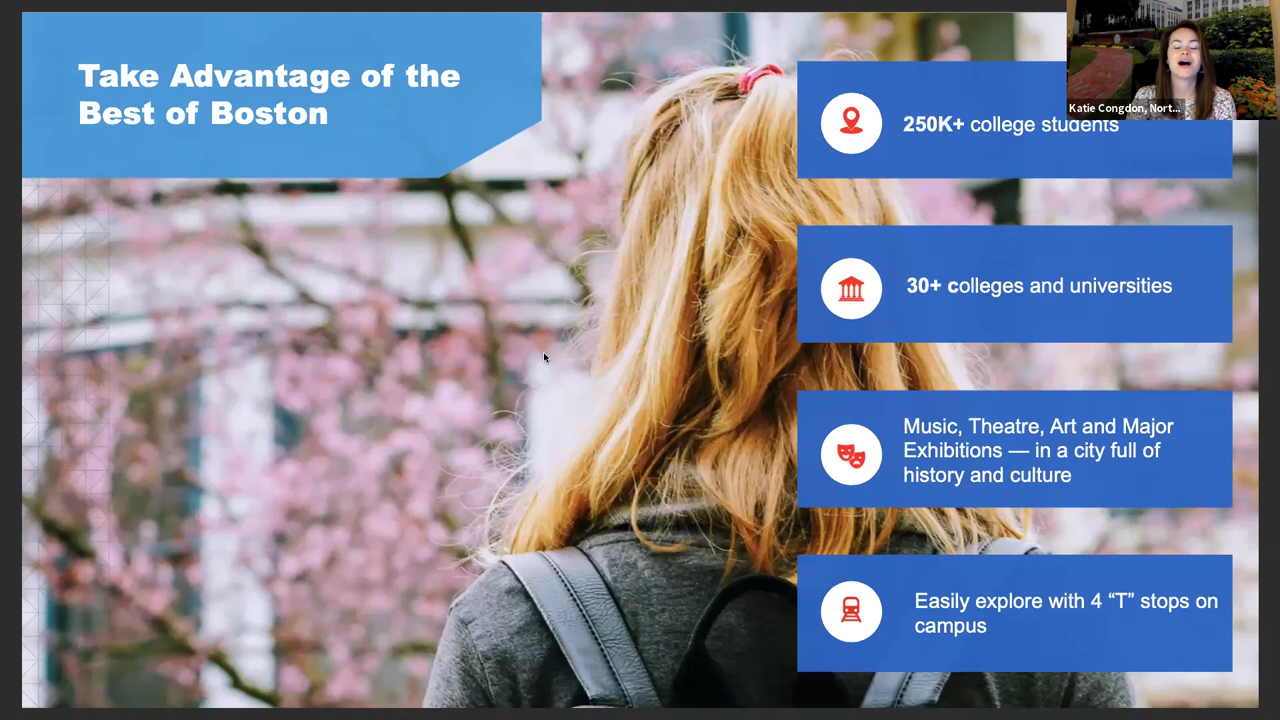 Take Advantage of the
Best of Boston
Katie Congdon, Nort...
250K+ college students
30+ colleges and universities
Music, Theatre, Art and Major
Exhibitions — in a city full of
history and culture
Easily explore with 4 “T” stops on
campus